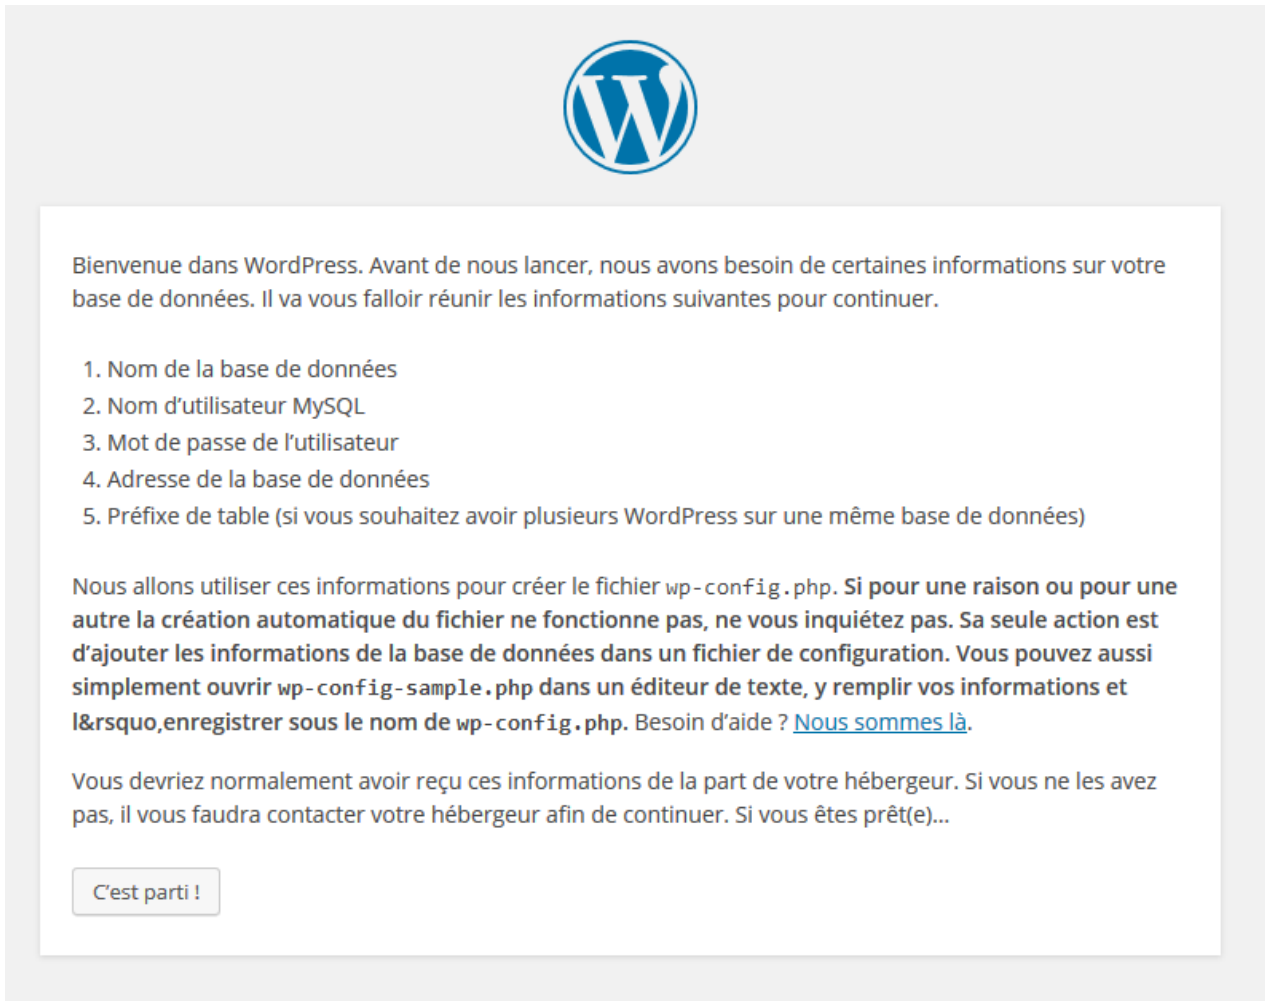 Bienvenue dans WordPress. Avant de nous lancer, nous avons besoin de certaines informations sur votre
base de données. Il va vous falloir réunir les informations suivantes pour continuer.
1. Nom de la base de données
2. Nom d’utilisateur MySQL
3. Mot de passe de l’utilisateur
4. Adresse de la base de données
5. Préfixe de table (si vous souhaitez avoir plusieurs WordPress sur une même base de données)
Nous allons utiliser ces informations pour créer le fichier wp-config.php. Si pour une raison ou pour une
autre la création automatique du fichier ne fonctionne pas, ne vous inquiétez pas. Sa seule action est
d’ajouter les informations de la base de données dans un fichier de configuration. Vous pouvez aussi
simplement ouvrir wp-config-sample.php dans un éditeur de texte, y remplir vos informations et
l&rsquo,enregistrer sous le nom de wp-config.php. Besoin d’aide ? Nous sommes là.
Vous devriez normalement avoir reçu ces informations de la part de votre hébergeur. Si vous ne les avez
pas, il vous faudra contacter votre hébergeur afin de continuer. Si vous êtes prêt(e)…
C’est parti !